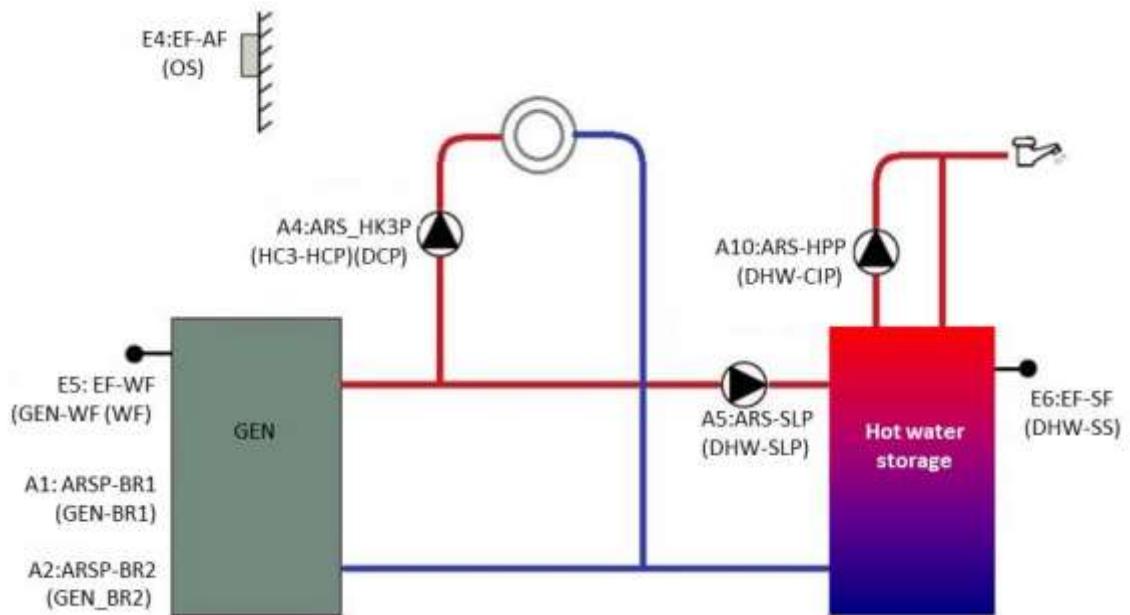 E4:EF-AF
(OS)
A4:ARS_HK3P
(HC3-HCP)(DCP)
A10:ARS-HPP
(DHW-CIP)
E5: EF-WF
(GEN-WF (WF)
GEN
A5:ARS-SLP
(DHW-SLP)
Hot water
storage
E6:EF-SF
(DHW-SS)
A1: ARSP-BR1
(GEN-BR1)
A2:ARSP-BR2
(GEN_BR2)